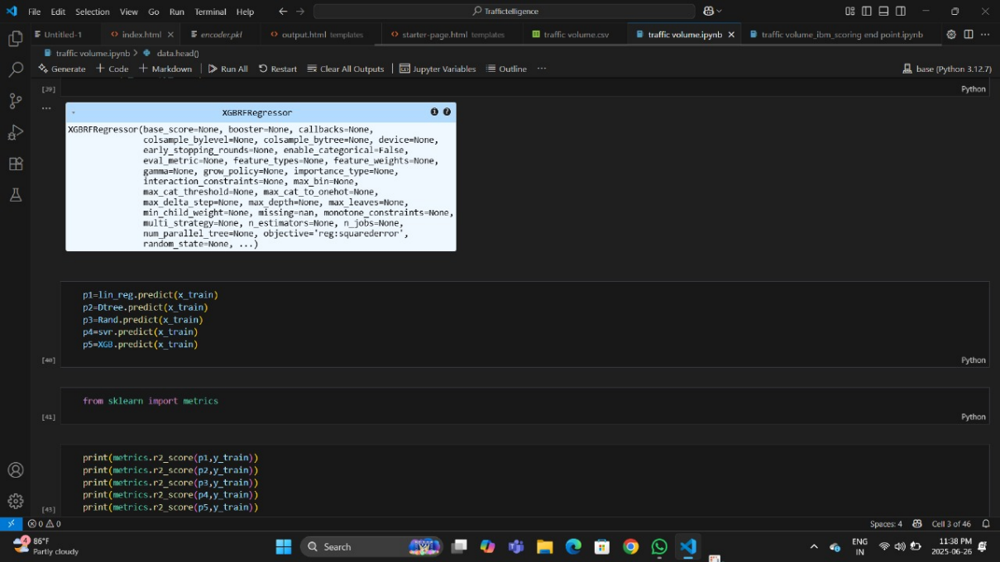 File Edit Selection View Go Run Terminal Help
Traffictelligence
Untitled-1
index.html
encoder.pkl
output.html templates
starter-page.html templates
traffic volume.csv
traffic volume.ipynb
traffic volume_ibm_scoring end point.ipynb
traffic volume.ipynb > data.head()
Generate + Code + Markdown Run All Restart Clear All Outputs Jupyter Variables Outline ...
base (Python 3.12.7)
[39]
Python
XGBRFRegressor
XGBRFRegressor(base_score=None, booster=None, callbacks=None,
colsample_bylevel=None, colsample_bytree=None, device=None,
early_stopping_rounds=None, enable_categorical=False,
eval_metric=None, feature_types=None, feature_weights=None,
gamma=None, grow_policy=None, importance_type=None,
interaction_constraints=None, max_bin=None,
max_cat_threshold=None, max_cat_to_onehot=None,
max_delta_step=None, max_depth=None, max_leaves=None,
min_child_weight=None, missing=nan, monotone_constraints=None,
multi_strategy=None, n_estimators=None, n_jobs=None,
num_parallel_tree=None, objective='reg:squarederror',
random_state=None, ...)
p1=lin_reg.predict(x_train)
p2=Dtree.predict(x_train)
p3=Rand.predict(x_train)
p4=svr.predict(x_train)
p5=XGB.predict(x_train)
[40]
Python
from sklearn import metrics
[41]
Python
print(metrics.r2_score(p1,y_train))
print(metrics.r2_score(p2,y_train))
print(metrics.r2_score(p3,y_train))
print(metrics.r2_score(p4,y_train))
print(metrics.r2_score(p5,y_train))
[43]
0 0
Spaces: 4
Cell 3 of 46
4
86°F
Partly cloudy
Search
ENG
IN
11:38 PM
2025-06-26